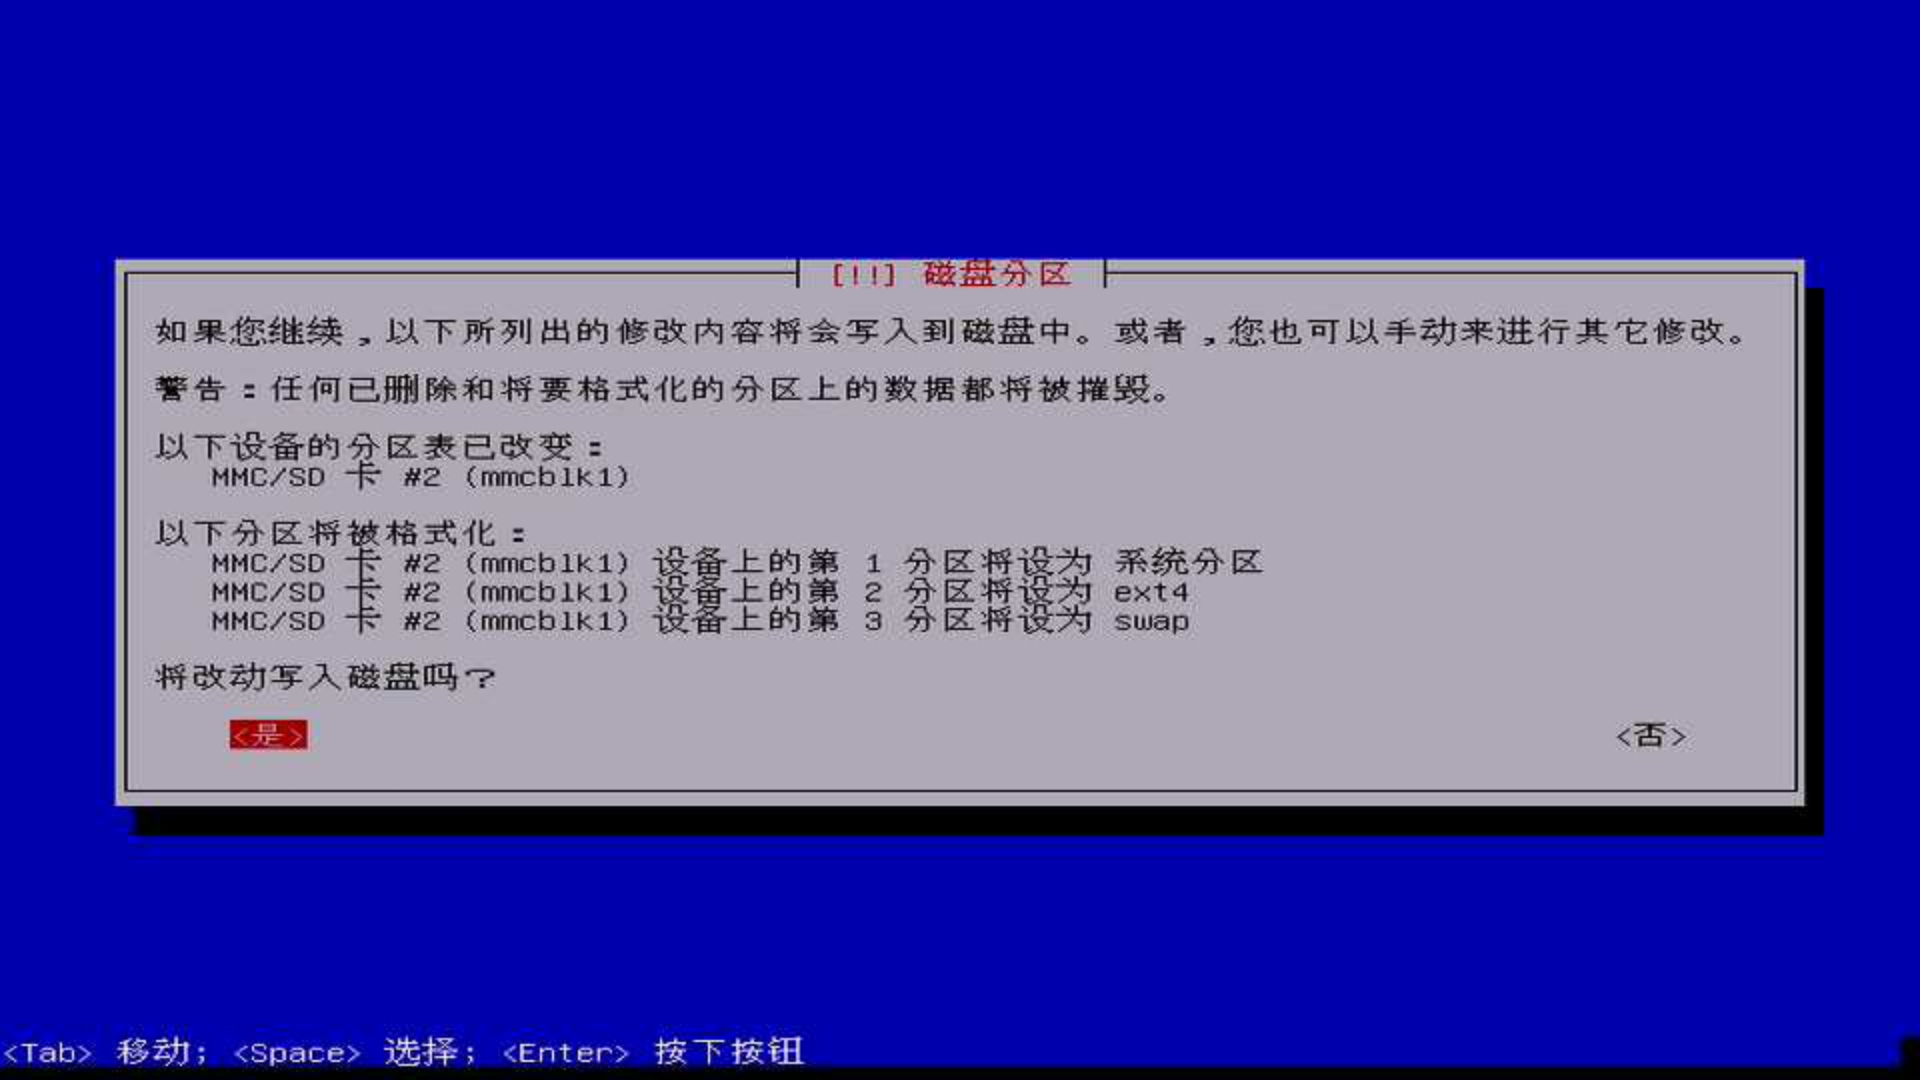 [!!] 磁盘分区
如果您继续，以下所列出的修改内容将会写入到磁盘中。或者，您也可以手动来进行其它修改。
警告：任何已删除和将要格式化的分区上的数据都将被摧毁。
以下设备的分区表已改变：
MMC/SD 卡 #2 (mmcblk1)
以下分区将被格式化：
MMC/SD 卡 #2 (mmcblk1) 设备上的第 1 分区将设为 系统分区
MMC/SD 卡 #2 (mmcblk1) 设备上的第 2 分区将设为 ext4
MMC/SD 卡 #2 (mmcblk1) 设备上的第 3 分区将设为 swap
将改动写入磁盘吗？
<是> <否>
<Tab> 移动; <Space> 选择; <Enter> 按下按钮